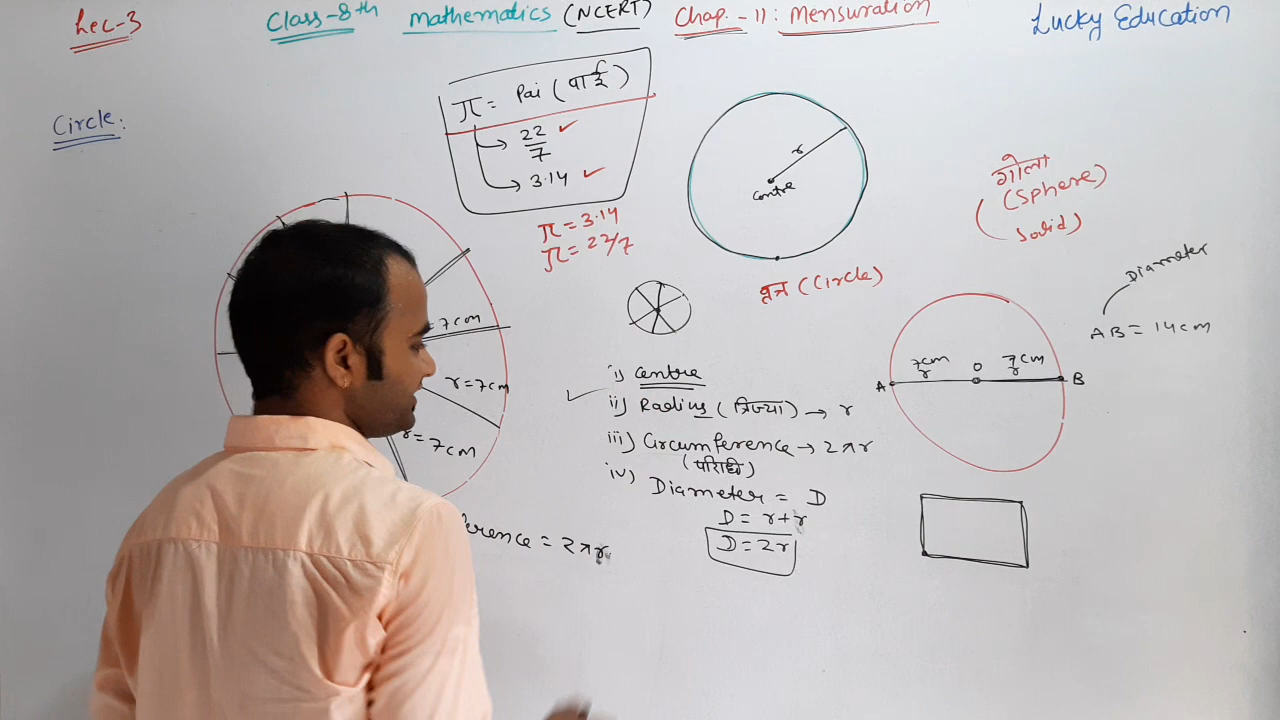 Lec-3 Class-8th Mathematics (NCERT) Chap.-11: Mensuration Lucky Education
Circle:
π = Pai (पाई)
22/7 ✓
3.14 ✓
π = 3.14
π = 22/7
r
Centre
वृत्त (Circle)
गोला
(Sphere)
(Solid)
= 7cm
r = 7cm
r = 7cm
i) Centre
ii) Radius (त्रिज्या) → r
iii) Circumference → 2πr
(परिधि)
iv) Diameter = D
D = r+r
D = 2r
ference = 2πr
Diameter
AB = 14cm
7cm 7cm
r O r
A B